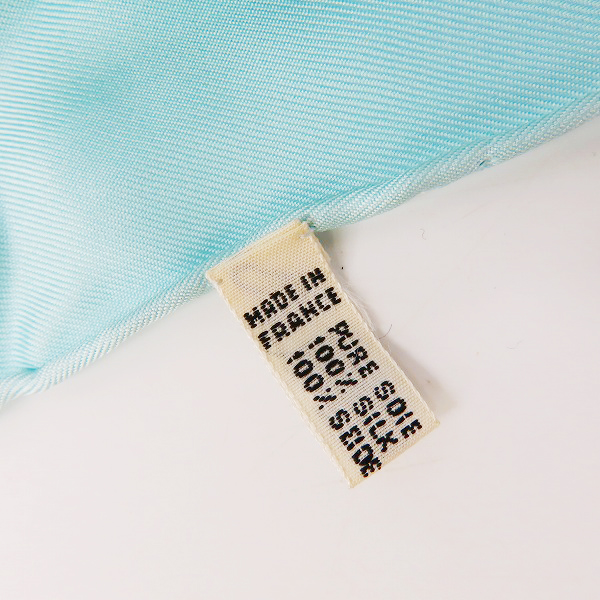 MADE IN
FRANCE
PURE SOIE
100% SILK
100% SEIDE